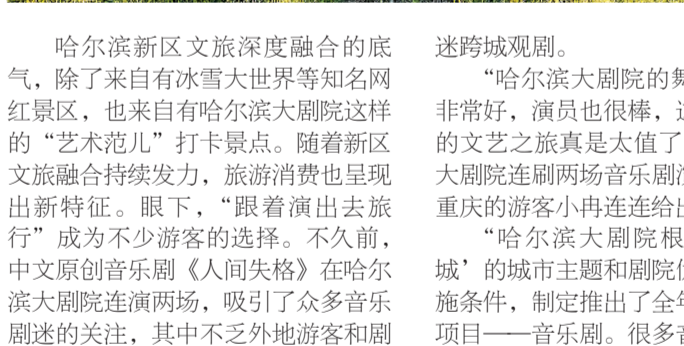 哈尔滨新区文旅深度融合的底
气，除了来自有冰雪大世界等知名网
红景区，也来自有哈尔滨大剧院这样
的“艺术范儿”打卡景点。随着新区
文旅融合持续发力，旅游消费也呈现
出新特征。眼下，“跟着演出去旅
行”成为不少游客的选择。不久前，
中文原创音乐剧《人间失格》在哈尔
滨大剧院连演两场，吸引了众多音乐
剧迷的关注，其中不乏外地游客和剧
迷跨城观剧。
“哈尔滨大剧院的舞
非常好，演员也很棒，这
的文艺之旅真是太值了
大剧院连刷两场音乐剧演
重庆的游客小冉连连给出
“哈尔滨大剧院根
城’的城市主题和剧院
施条件，制定推出了全年
项目——音乐剧。很多音